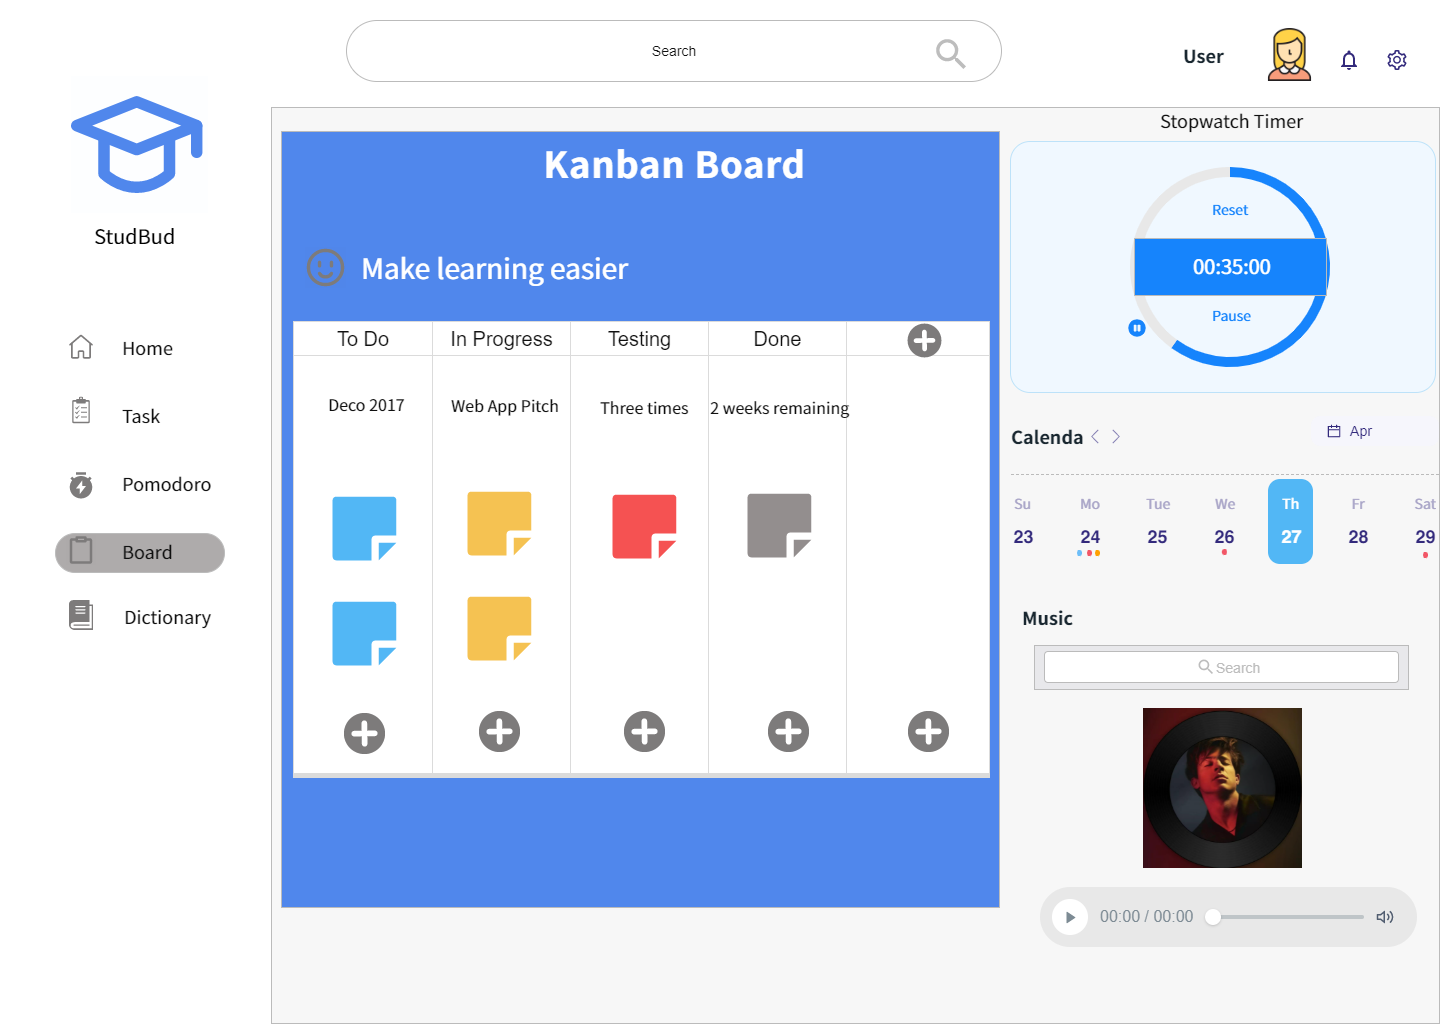 Search
User
StudBud
Home
Task
Pomodoro
Board
Dictionary
Kanban Board
Make learning easier
To Do
In Progress
Testing
Done
Deco 2017
Web App Pitch
Three times
2 weeks remaining
Stopwatch Timer
Reset
00:35:00
Pause
Calenda
Apr
Su Mo Tue We Th Fr Sat
23 24 25 26 27 28 29
Music
Search
00:00 / 00:00